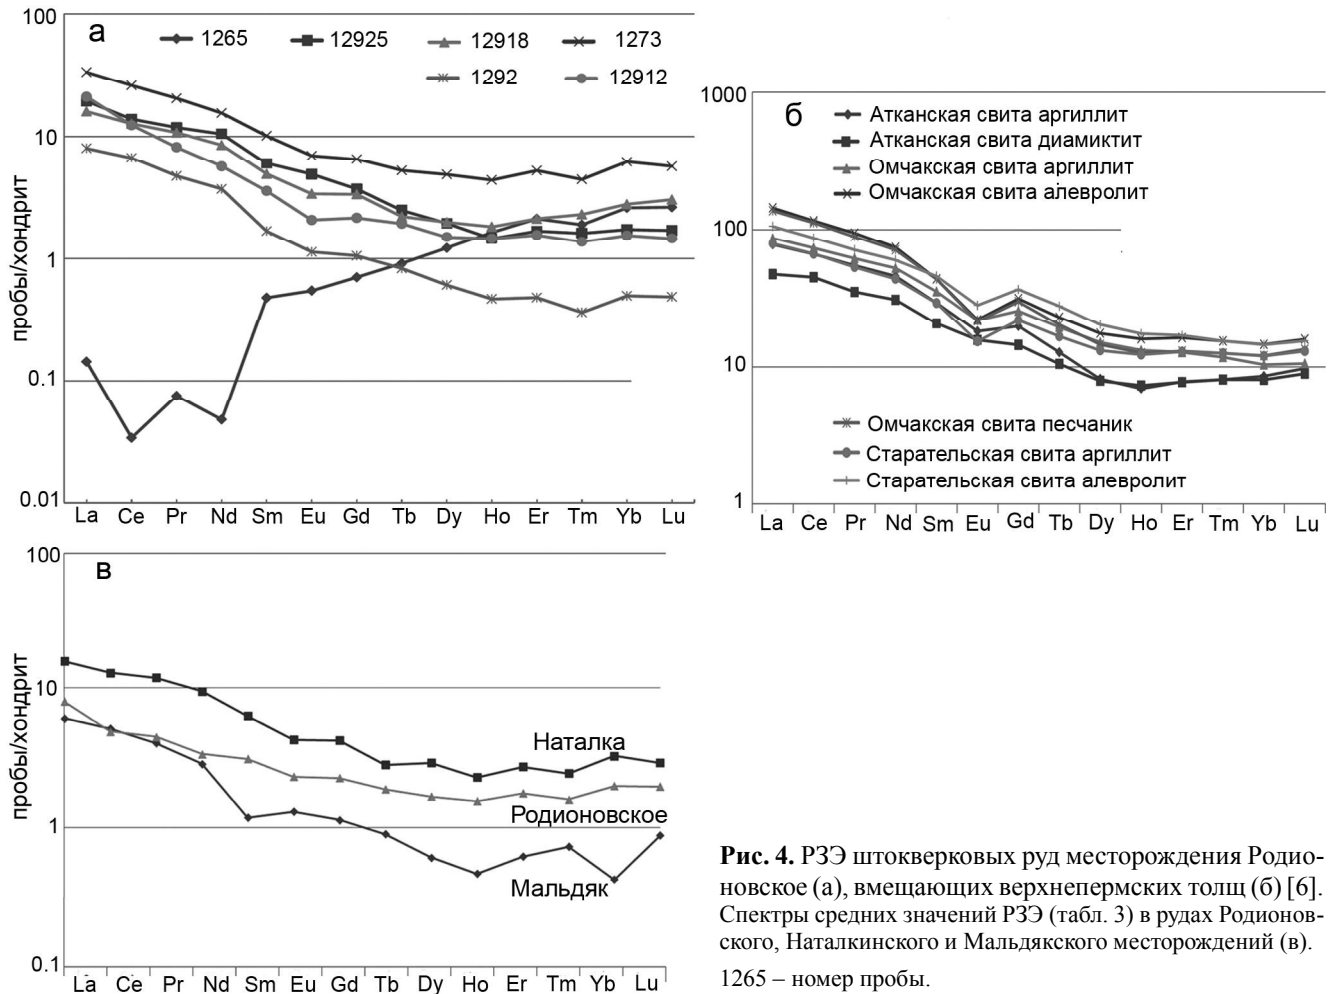 а
1265 12925 12918 1273
1292 12912
100
10
1
0.1
0.01
пробы/хондрит
La Ce Pr Nd Sm Eu Gd Tb Dy Ho Er Tm Yb Lu
б
Атканская свита аргиллит
Атканская свита диамиктит
Омчакская свита аргиллит
Омчакская свита алевролит
1000
100
10
1
Омчакская свита песчаник
Старательская свита аргиллит
Старательская свита алевролит
La Ce Pr Nd Sm Eu Gd Tb Dy Ho Er Tm Yb Lu
в
100
10
1
0.1
пробы/хондрит
Наталка
Родионовское
Мальдяк
La Ce Pr Nd Sm Eu Gd Tb Dy Ho Er Tm Yb Lu
Рис. 4. РЗЭ штокверковых руд месторождения Родио-
новское (а), вмещающих верхнепермских толщ (б) [6].
Спектры средних значений РЗЭ (табл. 3) в рудах Родионов-
ского, Наталкинского и Мальдякского месторождений (в).
1265 – номер пробы.